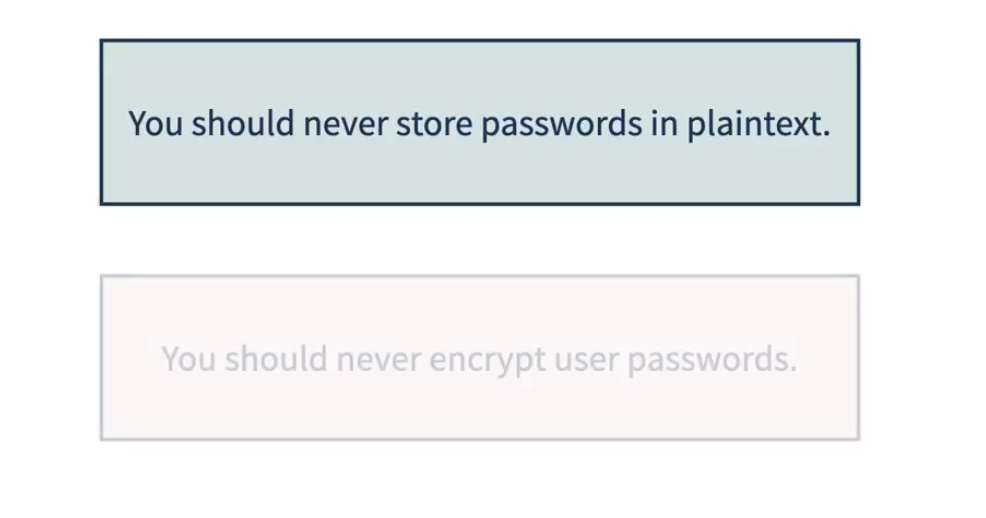 You should never store passwords in plaintext.
You should never encrypt user passwords.